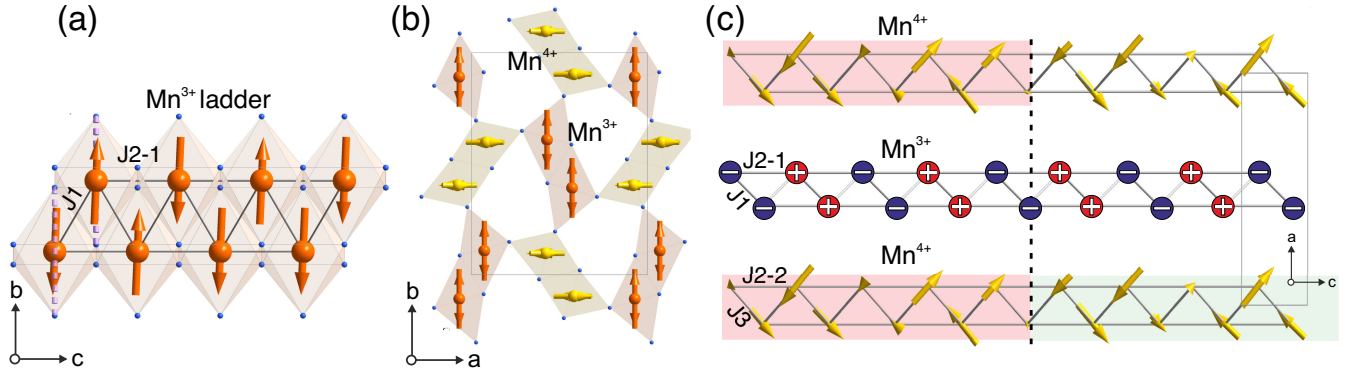 (a)
Mn³⁺ ladder
J2-1
J1
b
c
(b)
Mn⁴⁺
Mn³⁺
b
a
(c)
Mn⁴⁺
Mn³⁺
J2-1
J1
Mn⁴⁺
J2-2
J3
a
c